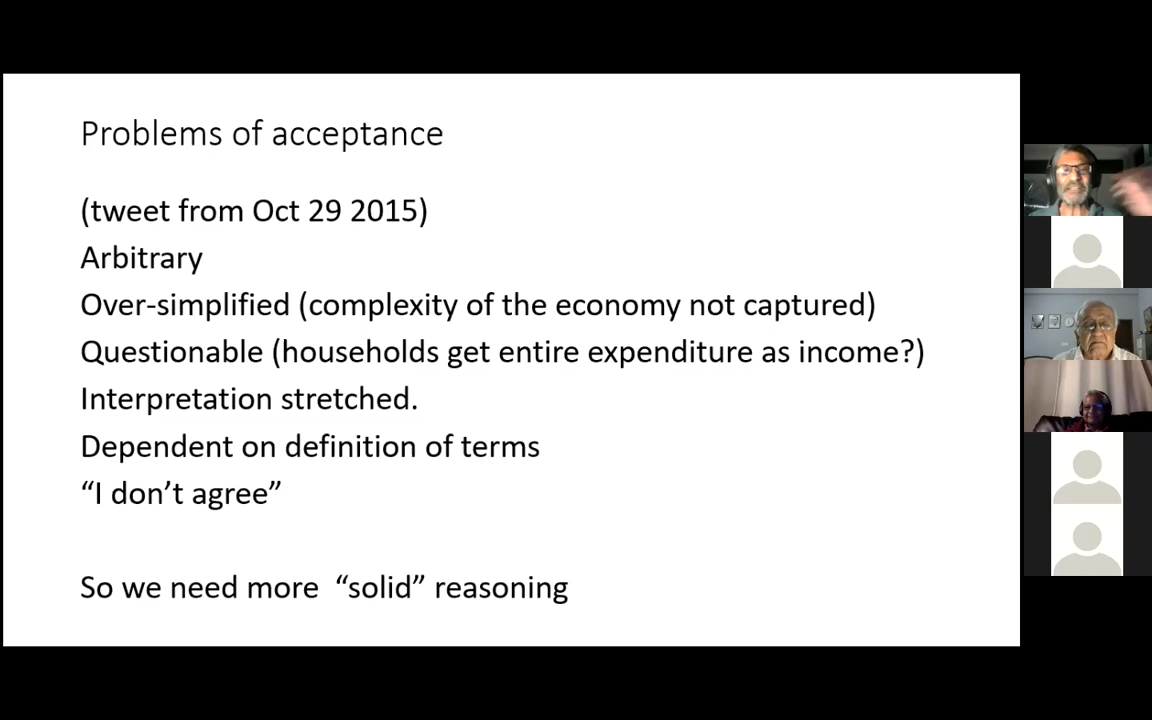 Problems of acceptance
(tweet from Oct 29 2015)
Arbitrary
Over-simplified (complexity of the economy not captured)
Questionable (households get entire expenditure as income?)
Interpretation stretched.
Dependent on definition of terms
“I don’t agree”
So we need more “solid” reasoning